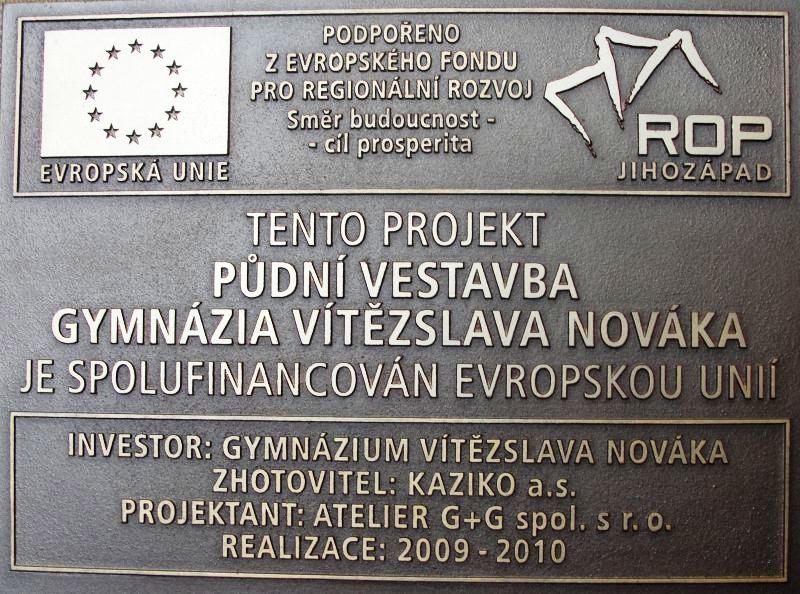 PODPOŘENO
Z EVROPSKÉHO FONDU
PRO REGIONÁLNÍ ROZVOJ
Směr budoucnost -
- cíl prosperita
EVROPSKÁ UNIE
ROP
JIHOZÁPAD
TENTO PROJEKT
PŮDNÍ VESTAVBA
GYMNÁZIA VÍTĚZSLAVA NOVÁKA
JE SPOLUFINANCOVÁN EVROPSKOU UNIÍ
INVESTOR: GYMNÁZIUM VÍTĚZSLAVA NOVÁKA
ZHOTOVITEL: KAZIKO a.s.
PROJEKTANT: ATELIER G+G spol. s r. o.
REALIZACE: 2009 - 2010